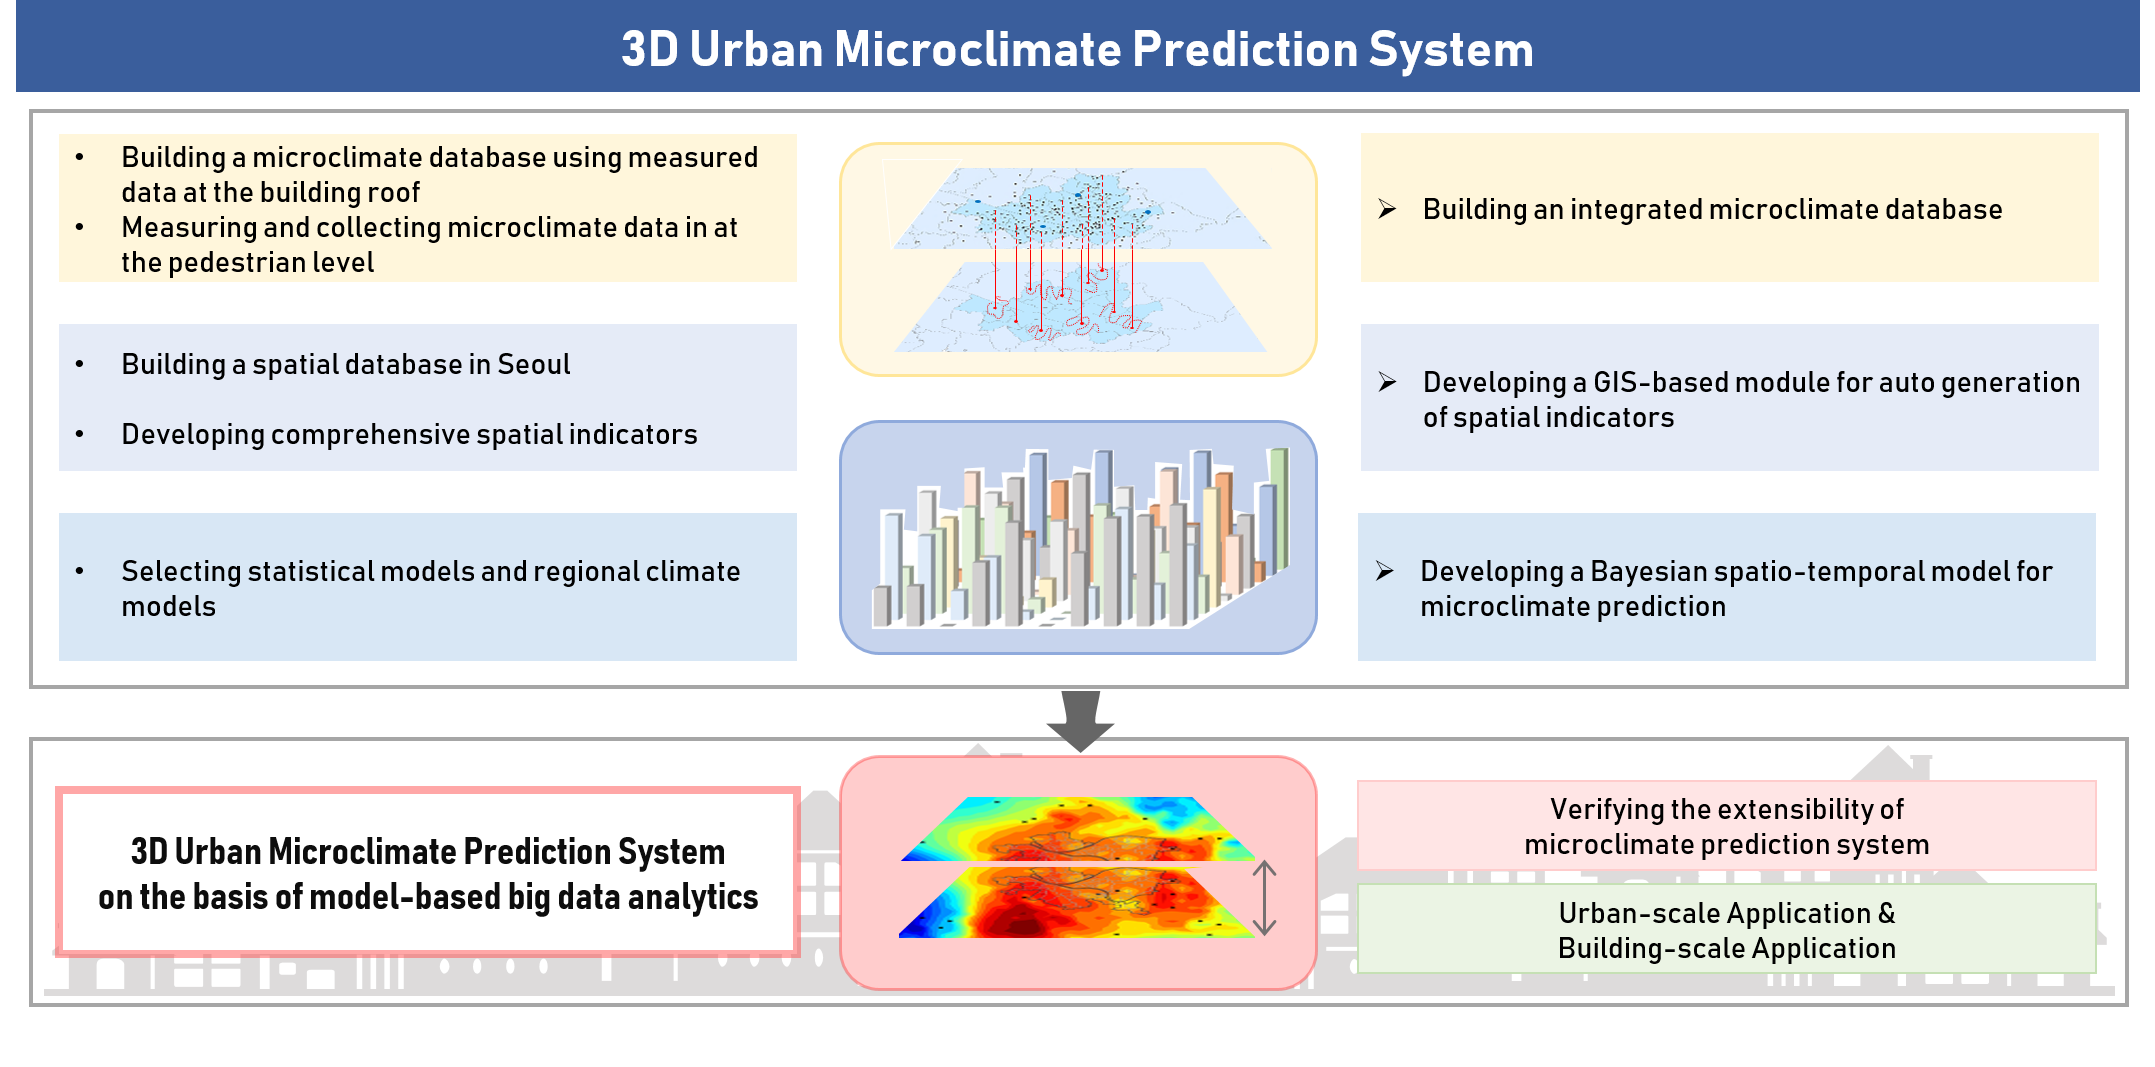 3D Urban Microclimate Prediction System
• Building a microclimate database using measured
data at the building roof
• Measuring and collecting microclimate data in at
the pedestrian level
➢ Building an integrated microclimate database
• Building a spatial database in Seoul
• Developing comprehensive spatial indicators
➢ Developing a GIS-based module for auto generation
of spatial indicators
• Selecting statistical models and regional climate
models
➢ Developing a Bayesian spatio-temporal model for
microclimate prediction
3D Urban Microclimate Prediction System
on the basis of model-based big data analytics
Verifying the extensibility of
microclimate prediction system
Urban-scale Application &
Building-scale Application